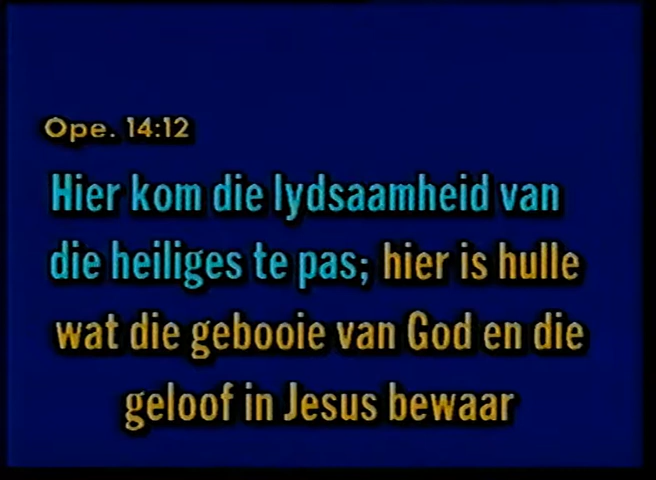 Ope. 14:12
Hier kom die lydsaamheid van
die heiliges te pas; hier is hulle
wat die gebooie van God en die
geloof in Jesus bewaar